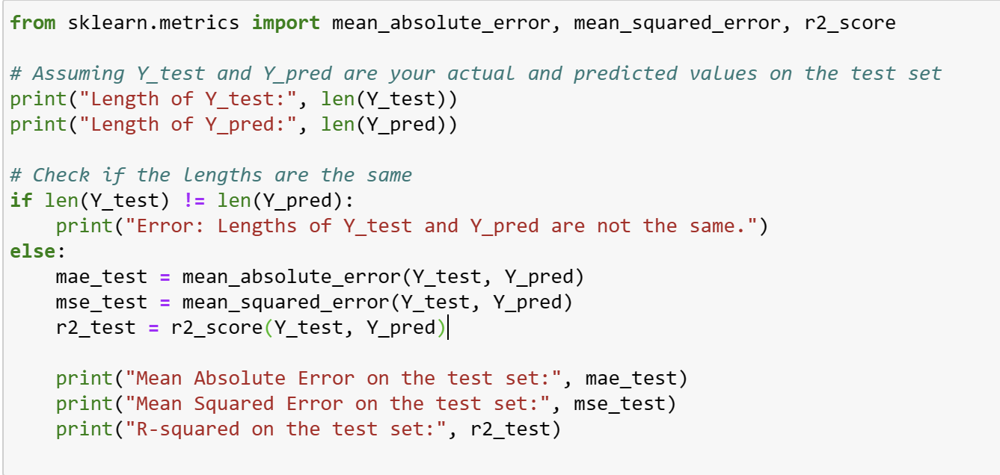 from sklearn.metrics import mean_absolute_error, mean_squared_error, r2_score
# Assuming Y_test and Y_pred are your actual and predicted values on the test set
print("Length of Y_test:", len(Y_test))
print("Length of Y_pred:", len(Y_pred))
# Check if the lengths are the same
if len(Y_test) != len(Y_pred):
    print("Error: Lengths of Y_test and Y_pred are not the same.")
else:
    mae_test = mean_absolute_error(Y_test, Y_pred)
    mse_test = mean_squared_error(Y_test, Y_pred)
    r2_test = r2_score(Y_test, Y_pred)
    print("Mean Absolute Error on the test set:", mae_test)
    print("Mean Squared Error on the test set:", mse_test)
    print("R-squared on the test set:", r2_test)